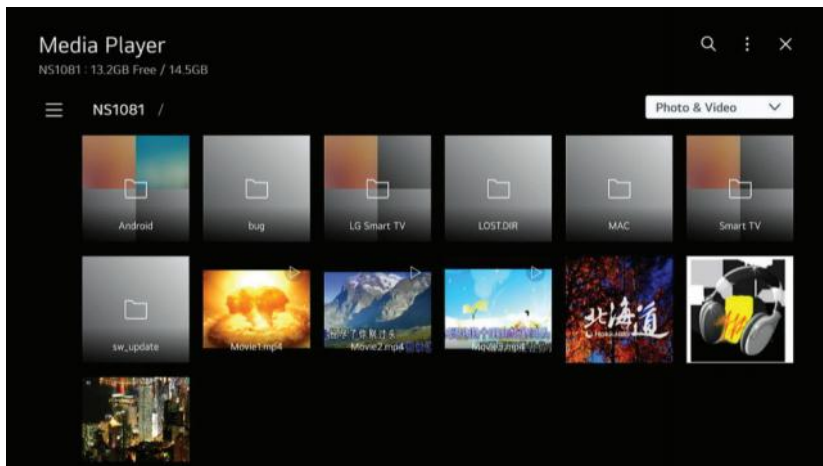 Media Player
NS1081 : 13.2GB Free / 14.5GB
NS1081 /
Photo & Video
Android
bug
LG Smart TV
LOST.DIR
MAC
Smart TV
sw_update
Movie1.mp4
Movie2.mp4
Movie3.mp4
北海道
HOKKAIDO